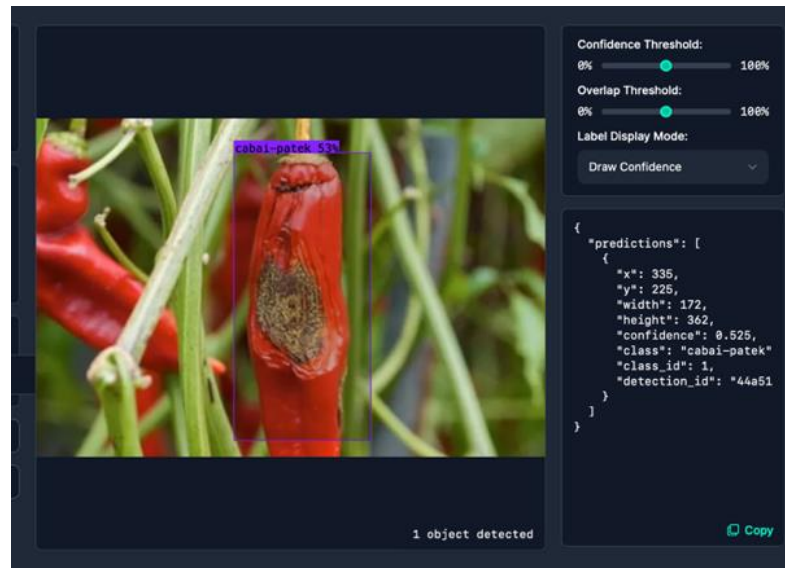 cabai-patek 53%
1 object detected
Confidence Threshold:
0% 100%
Overlap Threshold:
0% 100%
Label Display Mode:
Draw Confidence
{
"predictions": [
{
"x": 335,
"y": 225,
"width": 172,
"height": 362,
"confidence": 0.525,
"class": "cabai-patek"
"class_id": 1,
"detection_id": "44a51
}
]
}
Copy